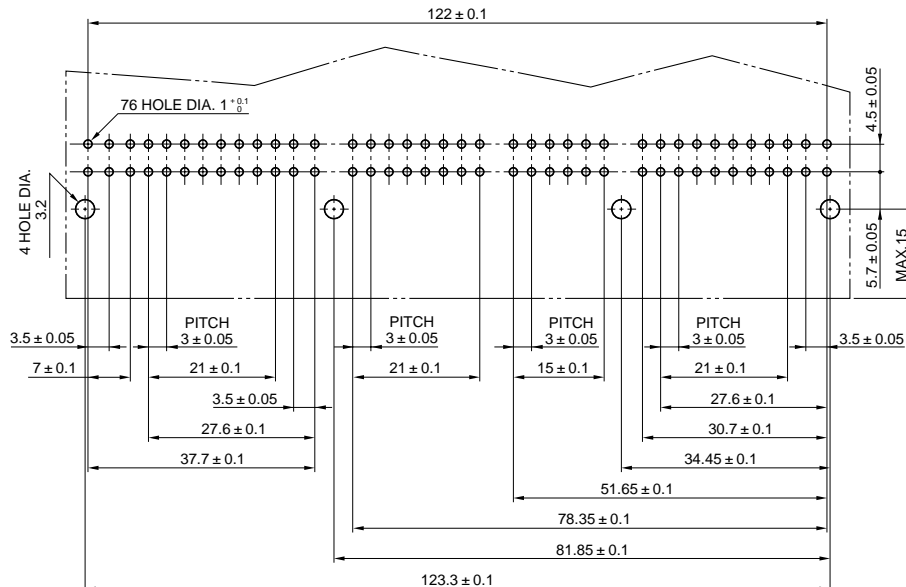 122 ± 0.1
76 HOLE DIA. 1 +0.1 0
4.5 ± 0.05
4 HOLE DIA.
3.2
5.7 ± 0.05
MAX.15
PITCH PITCH PITCH PITCH
3.5 ± 0.05 3 ± 0.05 3 ± 0.05 3 ± 0.05 3 ± 0.05 3.5 ± 0.05
7 ± 0.1 21 ± 0.1 21 ± 0.1 15 ± 0.1 21 ± 0.1
3.5 ± 0.05 27.6 ± 0.1
27.6 ± 0.1 30.7 ± 0.1
37.7 ± 0.1 34.45 ± 0.1
51.65 ± 0.1
78.35 ± 0.1
81.85 ± 0.1
123.3 ± 0.1